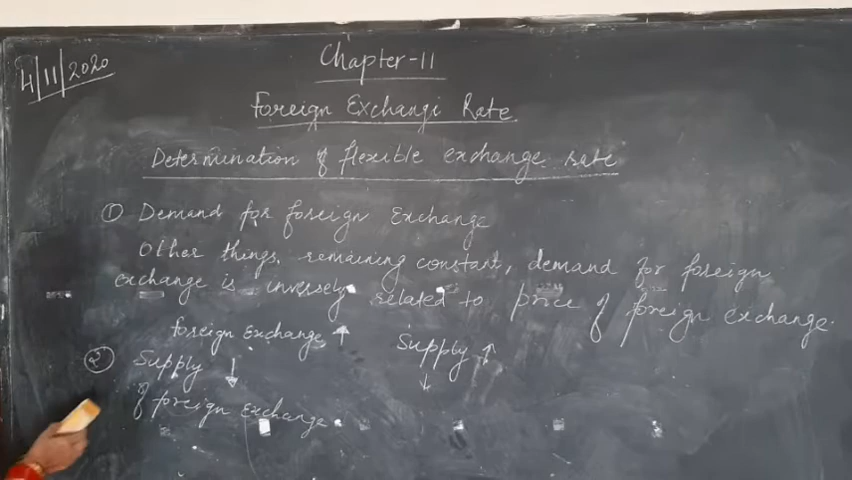 4/11/2020
Chapter-11
Foreign Exchangi Rate
Determination of flexible exchange rate
① Demand for foreign Exchange
Other things, remaining constant, demand for foreign
exchange is inversely related to price of foreign exchange.
foreign Exchange ↑
Supply ↑
↓
② Supply ↓
of foreign exchange